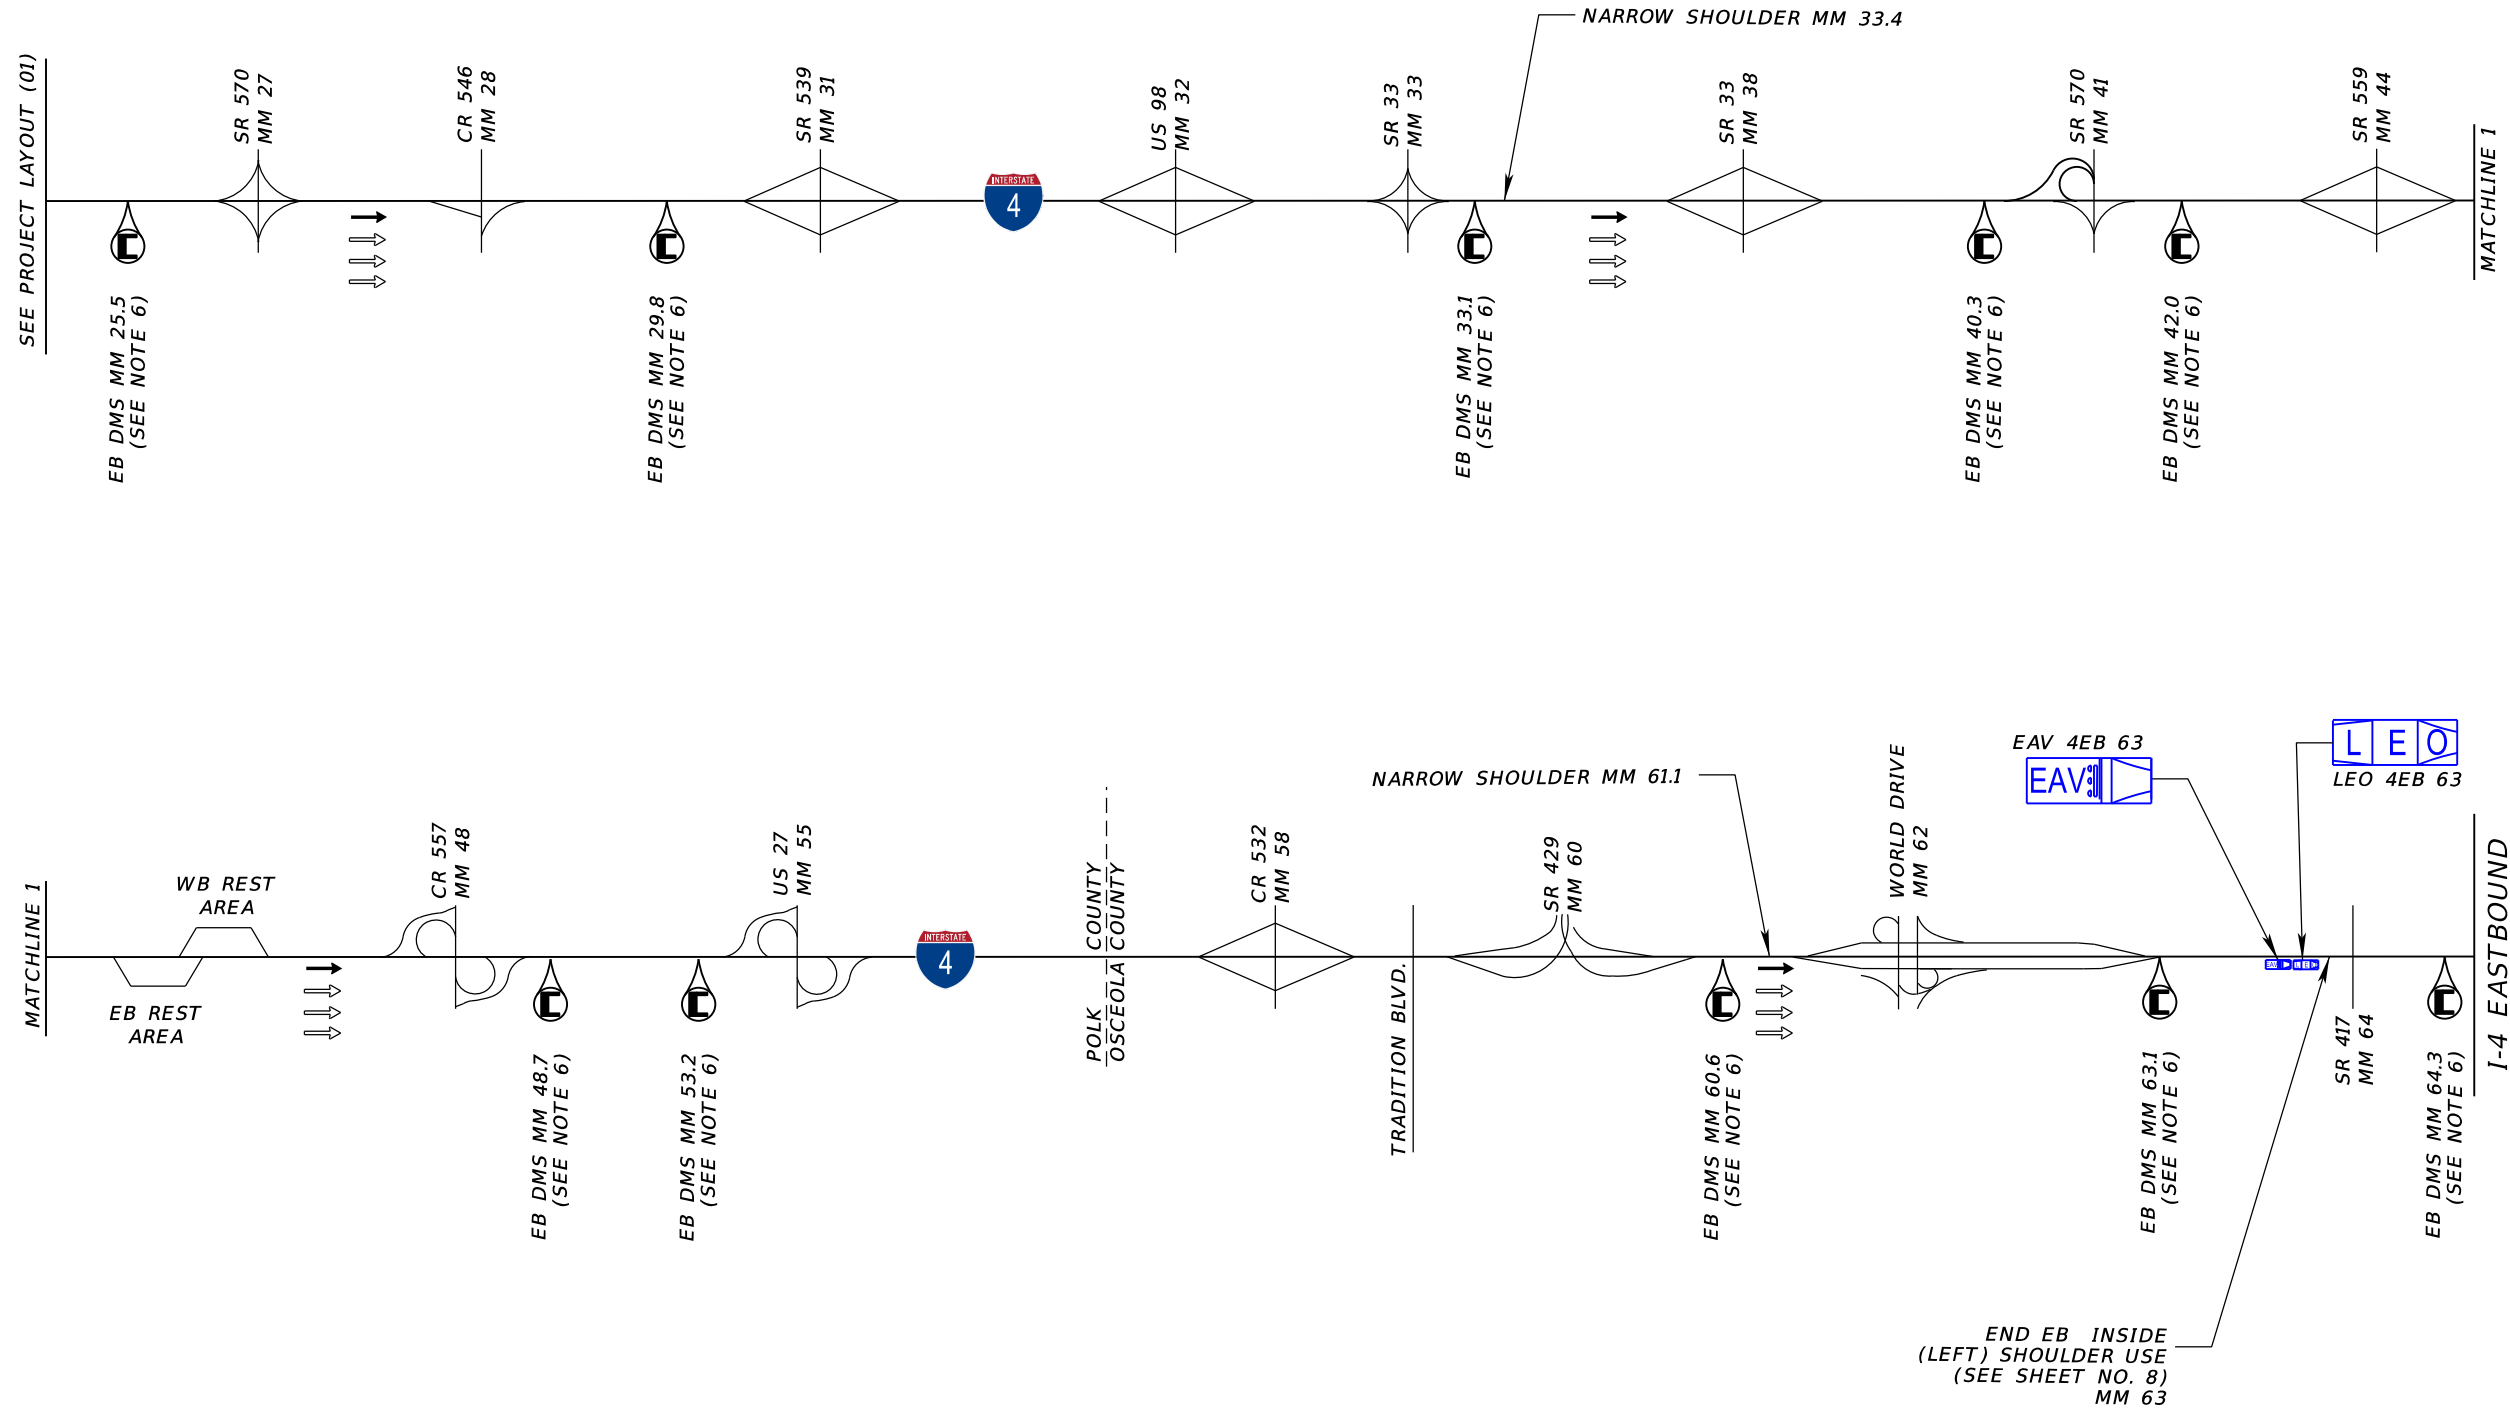 NARROW SHOULDER MM 33.4
SEE PROJECT LAYOUT (01)
SR 570
MM 27
CR 546
MM 28
SR 539
MM 31
INTERSTATE
4
US 98
MM 32
SR 33
MM 33
SR 33
MM 38
SR 570
MM 41
SR 559
MM 44
MATCHLINE 1
EB DMS MM 25.5
(SEE NOTE 6)
EB DMS MM 29.8
(SEE NOTE 6)
EB DMS MM 33.1
(SEE NOTE 6)
EB DMS MM 40.3
(SEE NOTE 6)
EB DMS MM 42.0
(SEE NOTE 6)
MATCHLINE 1
WB REST
AREA
EB REST
AREA
CR 557
MM 48
EB DMS MM 48.7
(SEE NOTE 6)
EB DMS MM 53.2
(SEE NOTE 6)
US 27
MM 55
INTERSTATE
4
POLK COUNTY
OSCEOLA COUNTY
CR 532
MM 58
TRADITION BLVD.
NARROW SHOULDER MM 61.1
SR 429
MM 60
EB DMS MM 60.6
(SEE NOTE 6)
WORLD DRIVE
MM 62
EAV 4EB 63
EAV
LEO
LEO 4EB 63
EAV
LEO
EB DMS MM 63.1
(SEE NOTE 6)
SR 417
MM 64
EB DMS MM 64.3
(SEE NOTE 6)
I-4 EASTBOUND
END EB INSIDE
(LEFT) SHOULDER USE
(SEE SHEET NO. 8)
MM 63